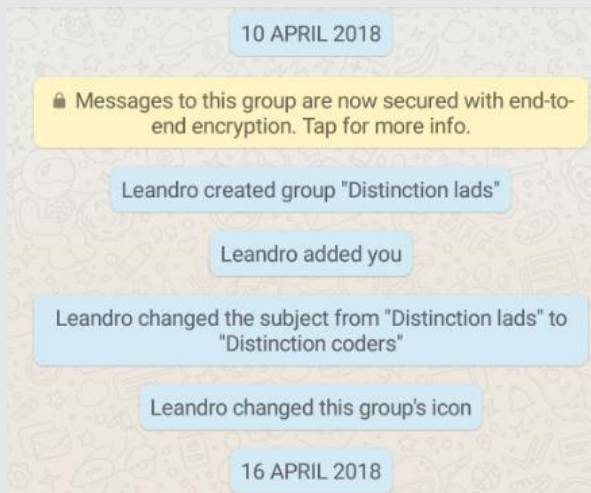 10 APRIL 2018
Messages to this group are now secured with end-to-
end encryption. Tap for more info.
Leandro created group "Distinction lads"
Leandro added you
Leandro changed the subject from "Distinction lads" to
"Distinction coders"
Leandro changed this group's icon
16 APRIL 2018